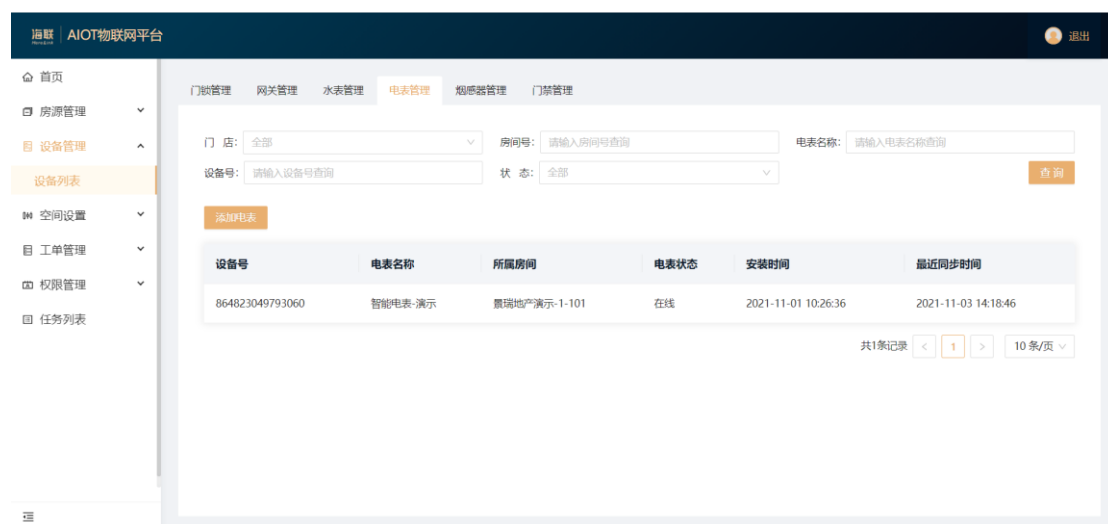 海联 AIOT物联网平台 退出
首页
房源管理
设备管理
设备列表
空间设置
工单管理
权限管理
任务列表
门锁管理 网关管理 水表管理 电表管理 烟感器管理 门禁管理
门 店: 全部 房间号: 请输入房间号查询 电表名称: 请输入电表名称查询
设备号: 请输入设备号查询 状 态: 全部 查 询
添加电表
设备号 电表名称 所属房间 电表状态 安装时间 最近同步时间
864823049793060 智能电表-演示 景瑞地产演示-1-101 在线 2021-11-01 10:26:36 2021-11-03 14:18:46
共1条记录 < 1 > 10 条/页